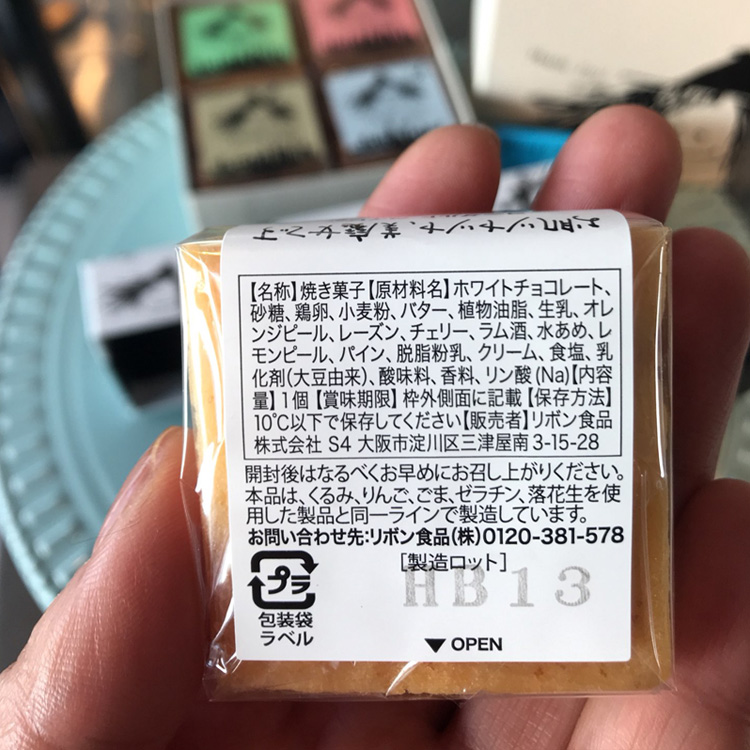 【名称】焼き菓子【原材料名】ホワイトチョコレート、
砂糖、鶏卵、小麦粉、バター、植物油脂、生乳、オレ
ンジピール、レーズン、チェリー、ラム酒、水あめ、レ
モンピール、パイン、脱脂粉乳、クリーム、食塩、乳
化剤(大豆由来)、酸味料、香料、リン酸(Na)【内容
量】1個【賞味期限】枠外側面に記載【保存方法】
10℃以下で保存してください【販売者】リボン食品
株式会社 S4 大阪市淀川区三津屋南3-15-28
開封後はなるべくお早めにお召し上がりください。
本品は、くるみ、りんご、ごま、ゼラチン、落花生を使
用した製品と同一ラインで製造しています。
お問い合わせ先:リボン食品(株)0120-381-578
[製造ロット]
HB13
プラ
包装袋
ラベル
▼OPEN